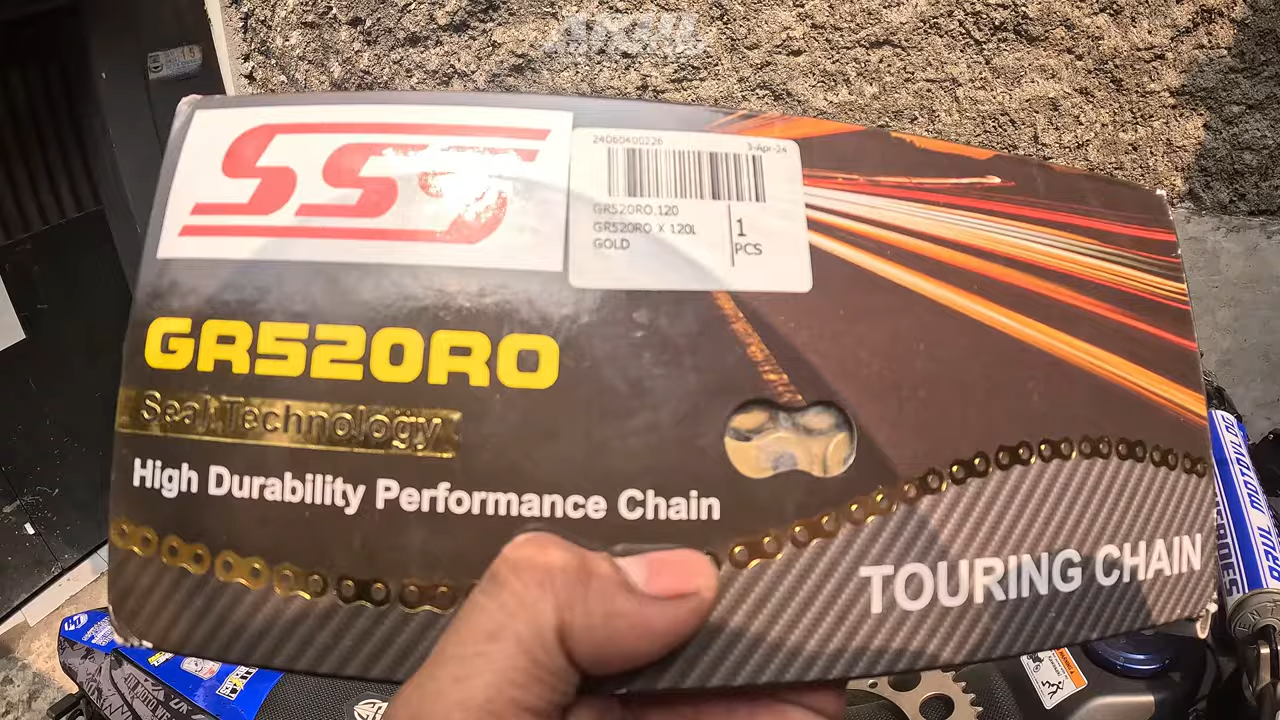 SSS
24060400226
3-Apr-24
GR520RO.120
GR520RO X 120L
GOLD
1
PCS
GR520RO
Seal Technology
High Durability Performance Chain
TOURING CHAIN